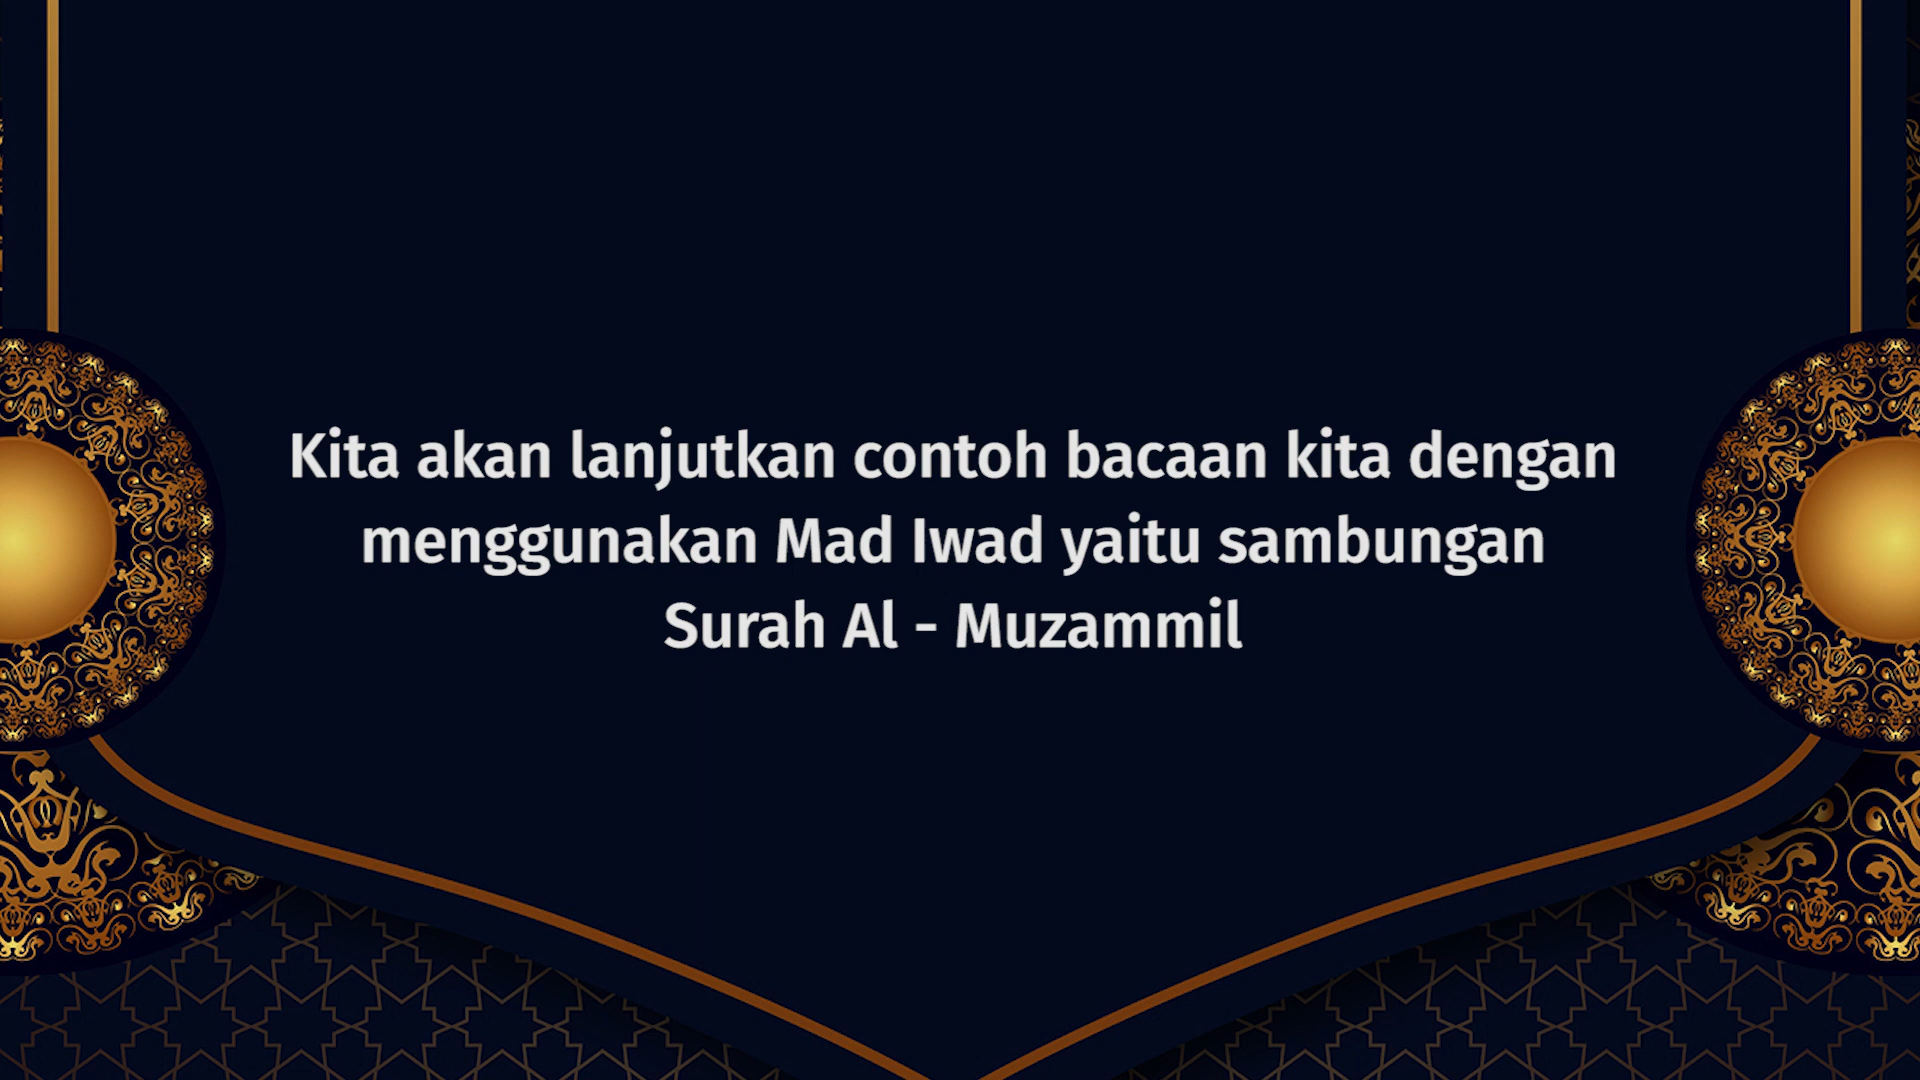 Kita akan lanjutkan contoh bacaan kita dengan
menggunakan Mad Iwad yaitu sambungan
Surah Al - Muzammil